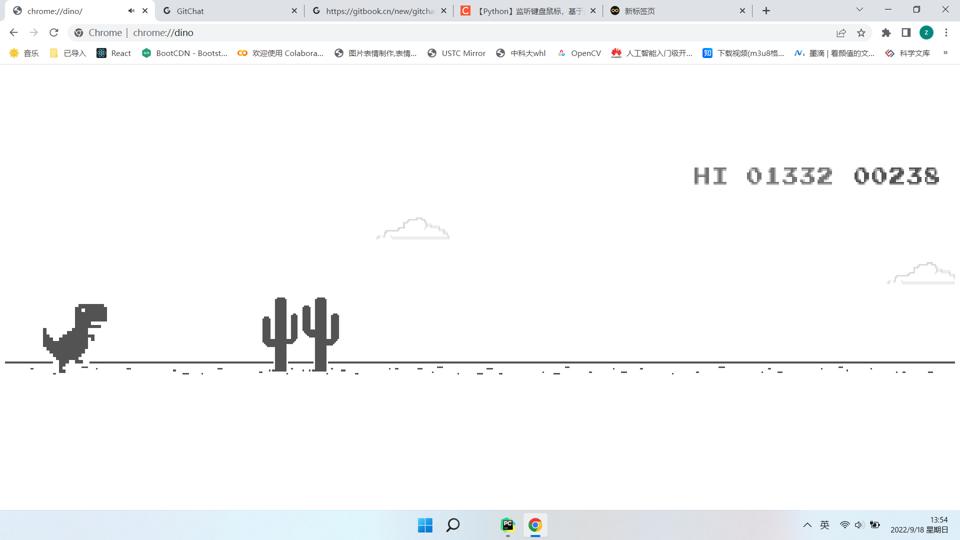 chrome://dino/
GitChat
https://gitbook.cn/new/gitcha
【Python】监听键盘鼠标，基于
新标签页
Chrome | chrome://dino
音乐
已导入
React
BootCDN - Bootst...
欢迎使用 Colabora...
图片表情制作,表情...
USTC Mirror
中科大whl
OpenCV
人工智能入门极开...
知 下载视频(m3u8格...
墨滴 | 看颜值的文...
科学文库
HI 01332 00238
PC
英
13:54
2022/9/18 星期日